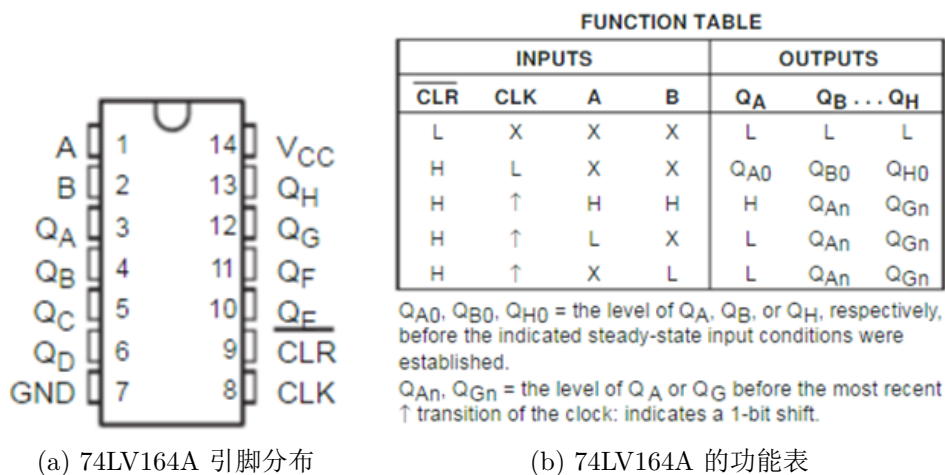 FUNCTION TABLE
INPUTS OUTPUTS
CLR CLK A B QA QB . . . QH
L X X X L L L
H L X X QA0 QB0 QH0
H ↑ H H H QAn QGn
H ↑ L X L QAn QGn
H ↑ X L L QAn QGn
QA0, QB0, QH0 = the level of QA, QB, or QH, respectively,
before the indicated steady-state input conditions were
established.
QAn, QGn = the level of Q A or QG before the most recent
↑ transition of the clock: indicates a 1-bit shift.
A 1 14 VCC
B 2 13 QH
QA 3 12 QG
QB 4 11 QF
QC 5 10 QE
QD 6 9 CLR
GND 7 8 CLK
(a) 74LV164A 引脚分布
(b) 74LV164A 的功能表